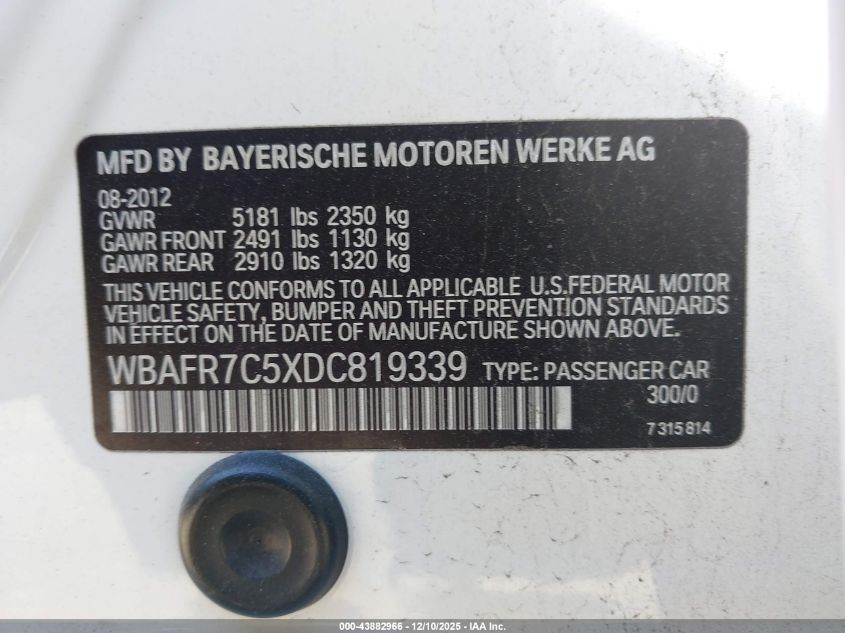 MFD BY BAYERISCHE MOTOREN WERKE AG
08-2012
GVWR 5181 lbs 2350 kg
GAWR FRONT 2491 lbs 1130 kg
GAWR REAR 2910 lbs 1320 kg
THIS VEHICLE CONFORMS TO ALL APPLICABLE U.S.FEDERAL MOTOR
VEHICLE SAFETY, BUMPER AND THEFT PREVENTION STANDARDS
IN EFFECT ON THE DATE OF MANUFACTURE SHOWN ABOVE.
WBAFR7C5XDC819339 TYPE: PASSENGER CAR
300/0
7 315 814
000-43882966 - 12/10/2025 - IAA Inc.